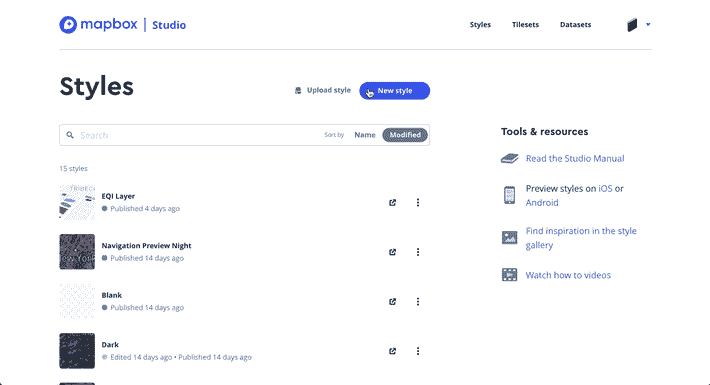 mapbox | Studio
Styles Tilesets Datasets
Styles
Upload style
New style
Search
Sort by Name Modified
15 styles
EQI Layer
Published 4 days ago
Navigation Preview Night
Published 14 days ago
Blank
Published 14 days ago
Dark
Edited 14 days ago • Published 14 days ago
Tools & resources
Read the Studio Manual
Preview styles on iOS or
Android
Find inspiration in the style
gallery
Watch how to videos